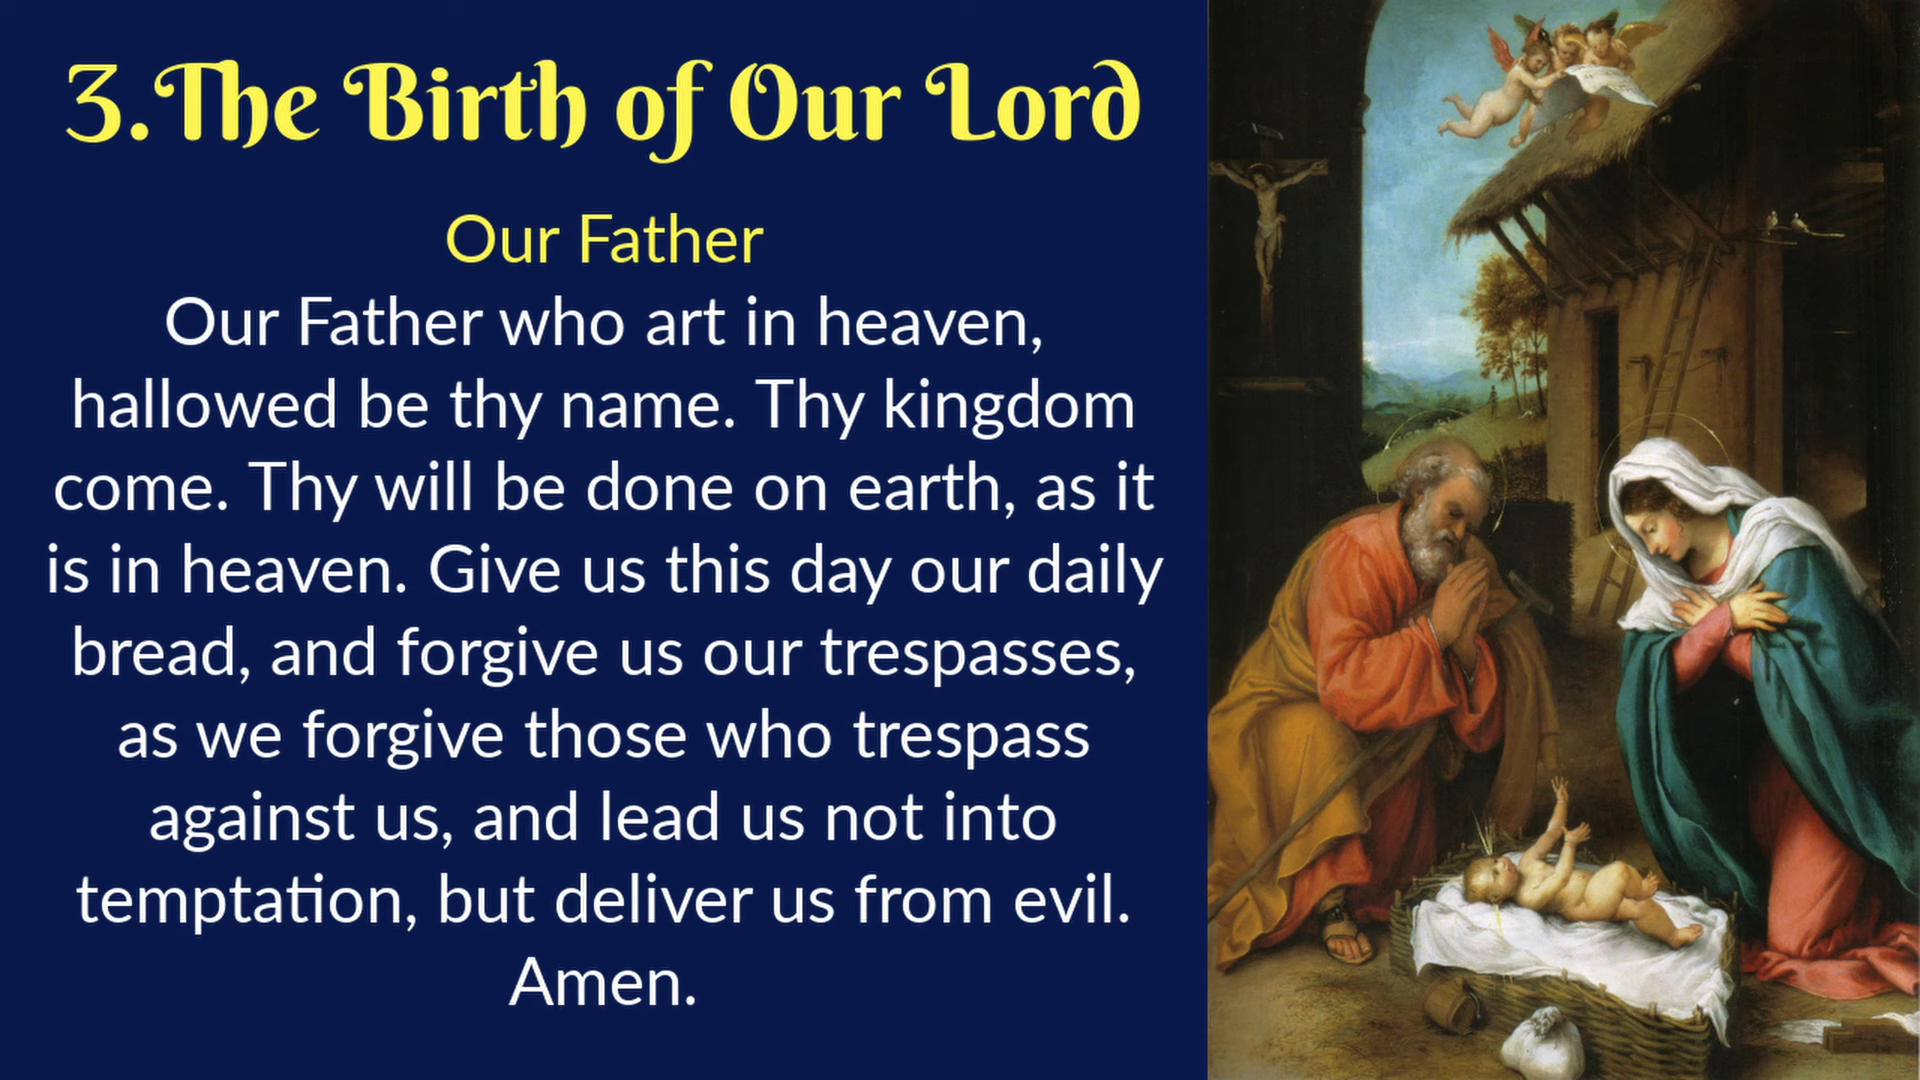 3.The Birth of Our Lord
Our Father
Our Father who art in heaven,
hallowed be thy name. Thy kingdom
come. Thy will be done on earth, as it
is in heaven. Give us this day our daily
bread, and forgive us our trespasses,
as we forgive those who trespass
against us, and lead us not into
temptation, but deliver us from evil.
Amen.